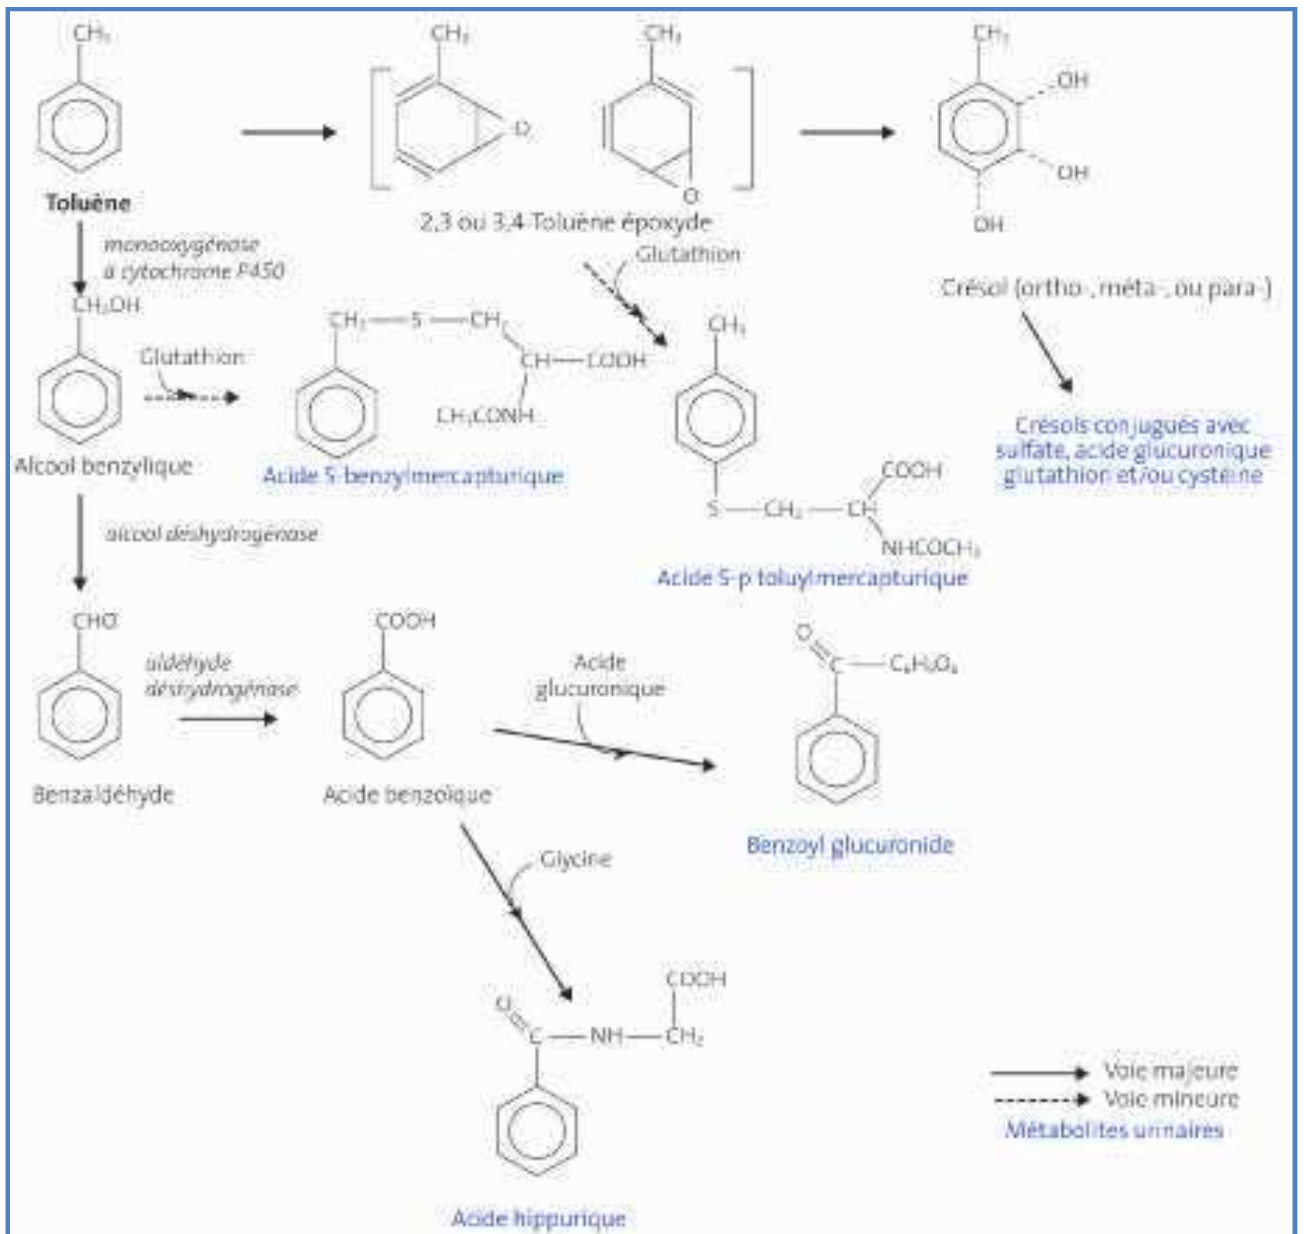 CH₃
CH₃
CH₃
CH₃
OH
OH
OH
O
O
Toluène
2,3 ou 3,4-Toluène époxyde
monooxygénase
à cytochrome P450
Glutathion
Crésol (ortho-, méta-, ou para-)
CH₂OH
CH₂—S—CH₂
CH—COOH
CH₃CONH
CH₃
Glutathion
Alcool benzylique
Acide S-benzylmercapturique
Crésols conjugués avec
sulfate, acide glucuronique
glutathion et/ou cystéine
COOH
S—CH₂—CH
NHCOCH₃
alcool déshydrogénase
Acide S-p toluylmercapturique
CHO
COOH
aldéhyde
déshydrogénase
Acide
glucuronique
O
C—C₆H₉O₆
Benzaldéhyde
Acide benzoïque
Benzoyl glucuronide
Glycine
COOH
O
C—NH—CH₂
Voie majeure
Voie mineure
Métabolites urinaires
Acide hippurique